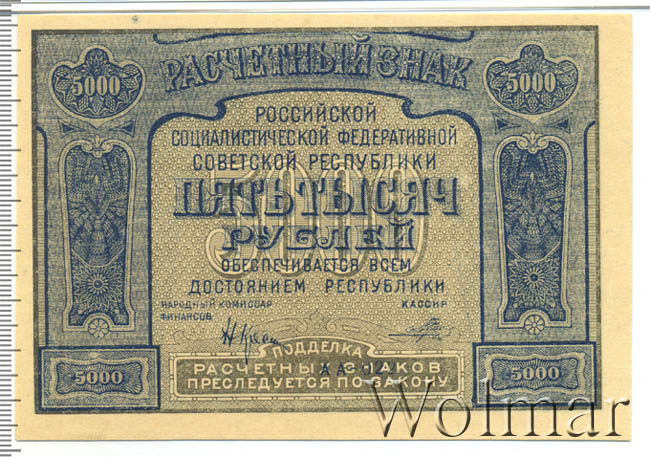 5000 РАСЧЕТНЫЙ ЗНАК 5000
РОССИЙСКОЙ
СОЦИАЛИСТИЧЕСКОЙ ФЕДЕРАТИВНОЙ
СОВЕТСКОЙ РЕСПУБЛИКИ
5000
ПЯТЬ ТЫСЯЧ
РУБЛЕЙ
ОБЕСПЕЧИВАЕТСЯ ВСЕМ
ДОСТОЯНИЕМ РЕСПУБЛИКИ
НАРОДНЫЙ КОМИССАР
ФИНАНСОВ
КАССИР
ПОДДЕЛКА
РАСЧЕТНЫХ ЗНАКОВ
ПРЕСЛЕДУЕТСЯ ПО ЗАКОНУ
5000 5000
Wolmar